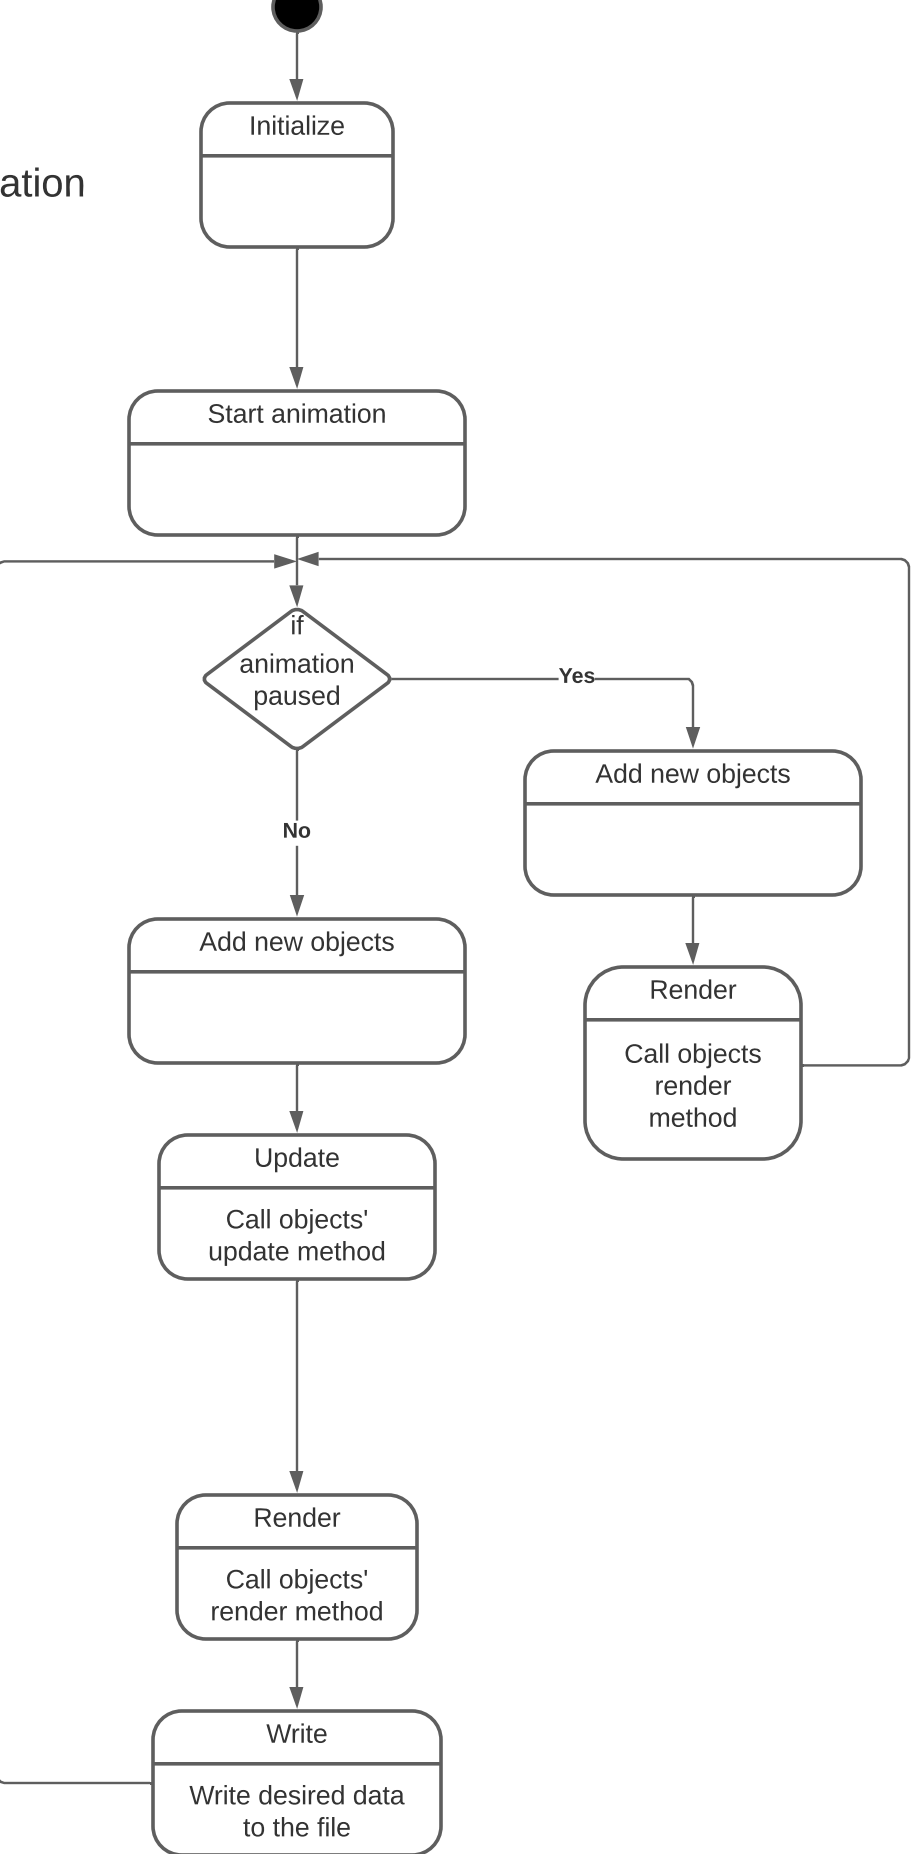 Initialize
ation
Start animation
if
animation
paused
Yes
Add new objects
No
Add new objects
Render
Call objects
render
method
Update
Call objects'
update method
Render
Call objects'
render method
Write
Write desired data
to the file